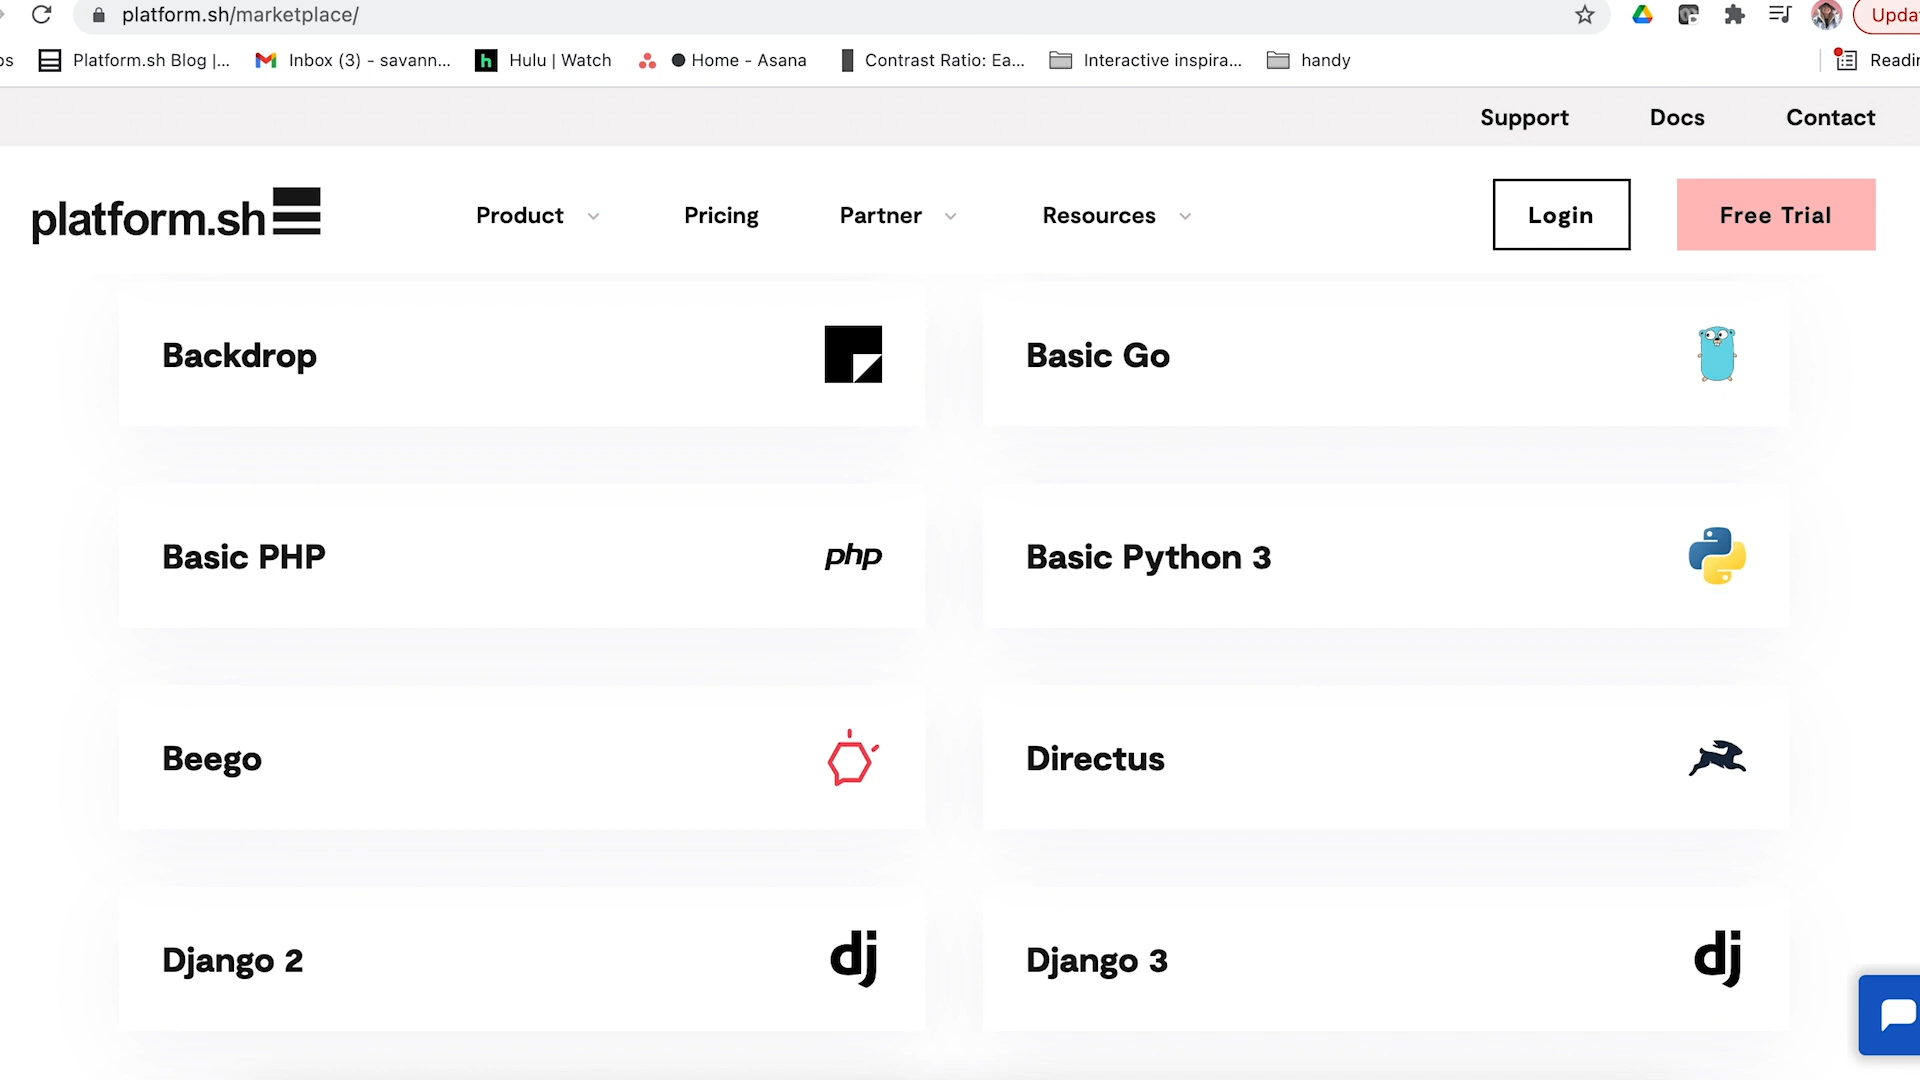 platform.sh/marketplace/
Platform.sh Blog |...
Inbox (3) - savann...
h
Hulu | Watch
Home - Asana
Contrast Ratio: Ea...
Interactive inspira...
handy
Support
Docs
Contact
platform.sh
Product
Pricing
Partner
Resources
Login
Free Trial
Backdrop
Basic Go
Basic PHP
php
Basic Python 3
Beego
Directus
Django 2
dj
Django 3
dj